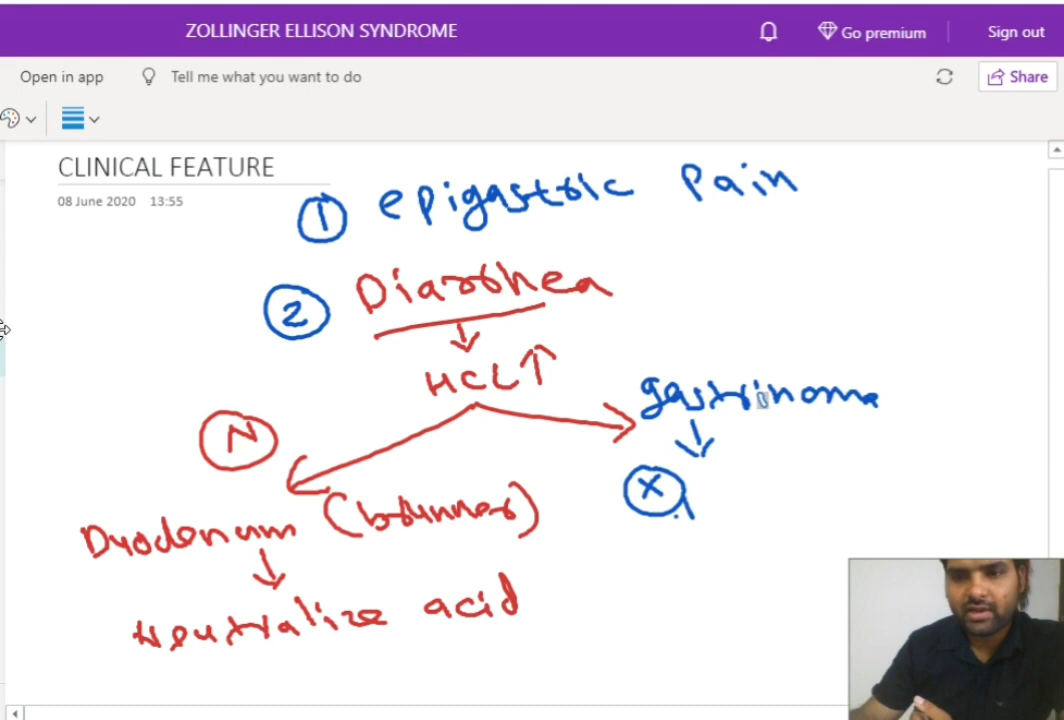 ZOLLINGER ELLISON SYNDROME
Go premium
Sign out
Open in app
Tell me what you want to do
Share
CLINICAL FEATURE
08 June 2020 13:55
① epigastric Pain
② Diarrhea
↓
HCL↑
N
gastrinoma
↓
X
Duodenum (brunner)
↓
Neutralize acid